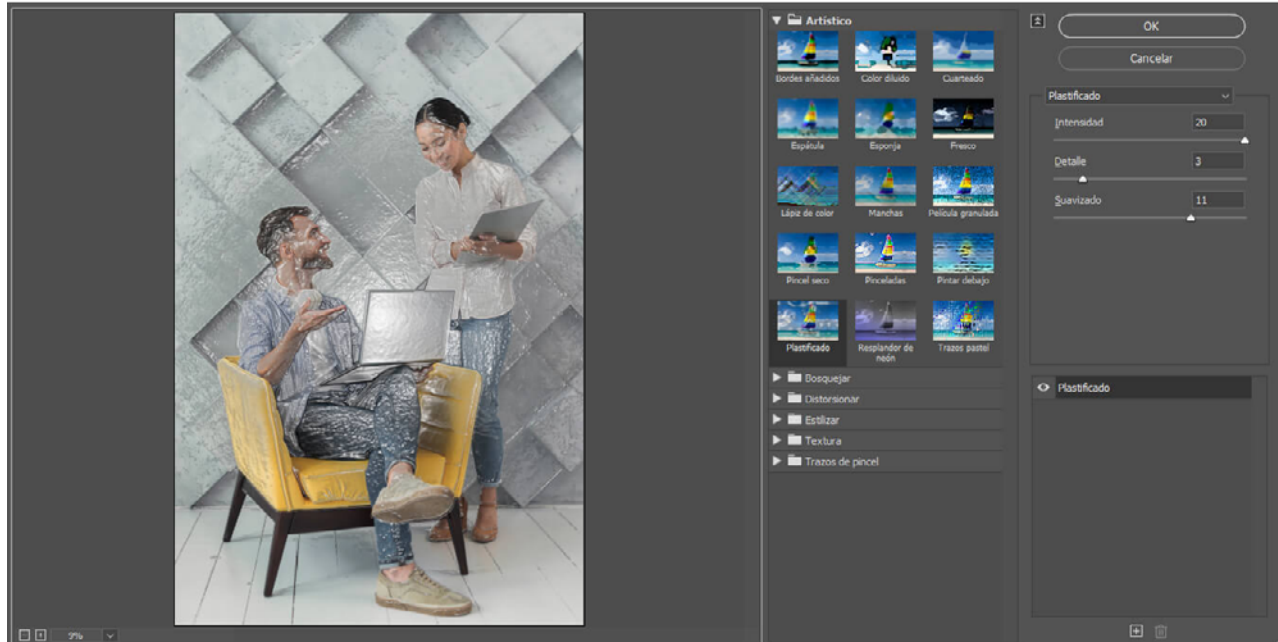 Artístico
Bordes añadidos
Color diluido
Cuarteado
Espátula
Esponja
Fresco
Lápiz de color
Manchas
Película granulada
Pincel seco
Pinceladas
Pintar debajo
Plastificado
Resplandor de
neón
Trazos pastel
Bosquejar
Distorsionar
Estilizar
Textura
Trazos de pincel
OK
Cancelar
Plastificado
Intensidad 20
Detalle 3
Suavizado 11
Plastificado
9%